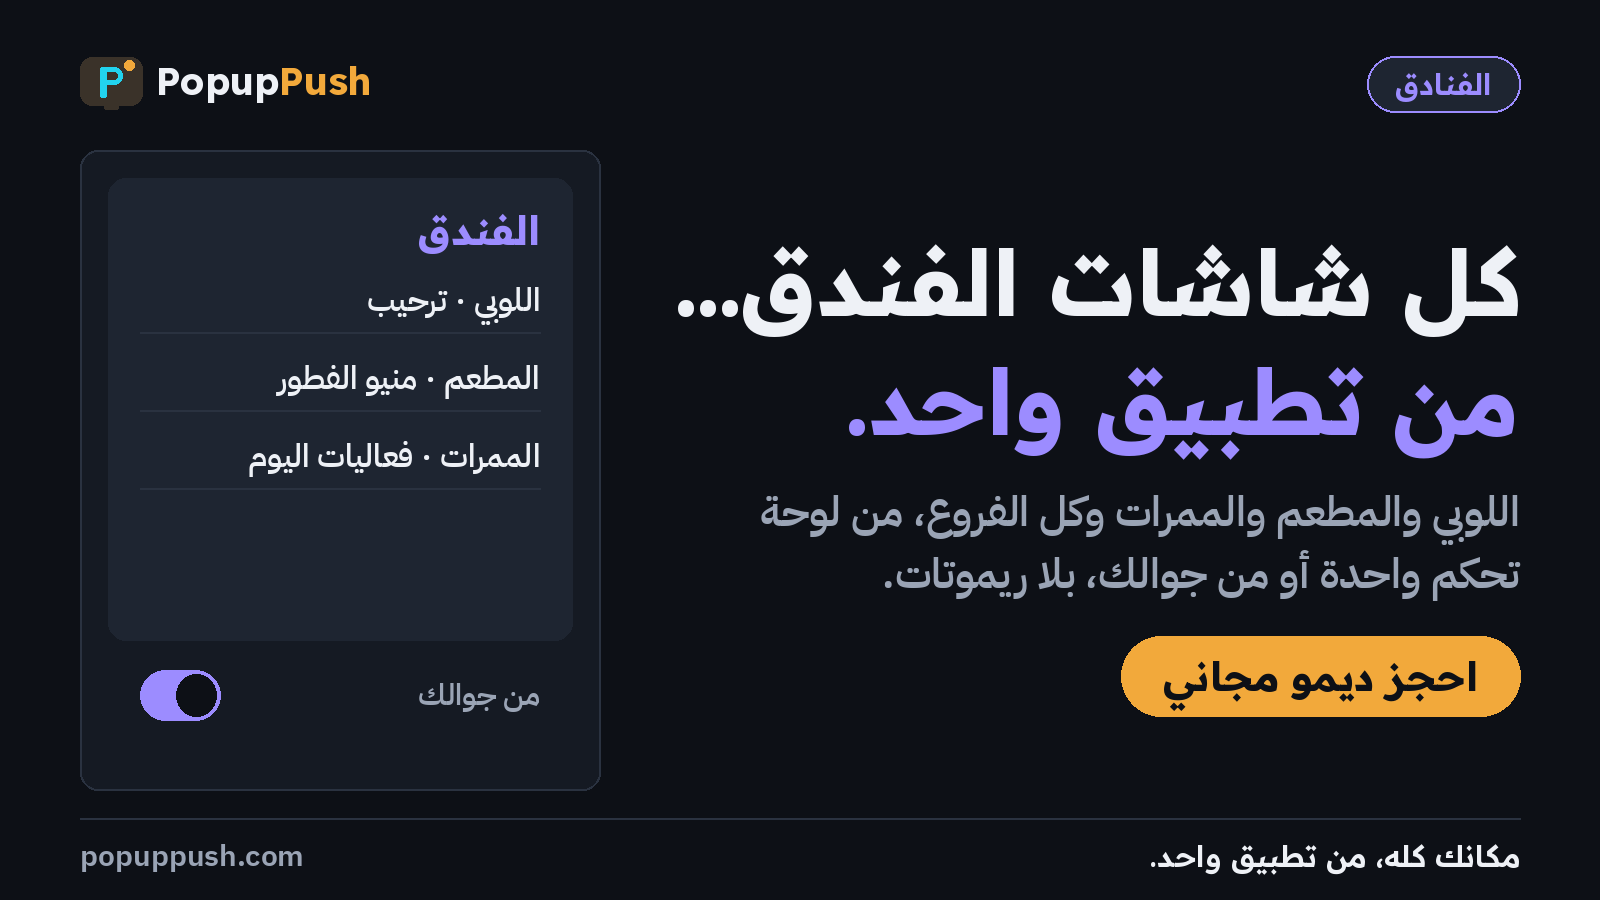 PopupPush
الفنادق
كل شاشات الفندق...
من تطبيق واحد.
اللوبي والمطعم والممرات وكل الفروع، من لوحة
تحكم واحدة أو من جوالك، بلا ريموتات.
احجز ديمو مجاني
الفندق
اللوبي · ترحيب
المطعم · منيو الفطور
الممرات · فعاليات اليوم
من جوالك
مكانك كله، من تطبيق واحد.
popuppush.com